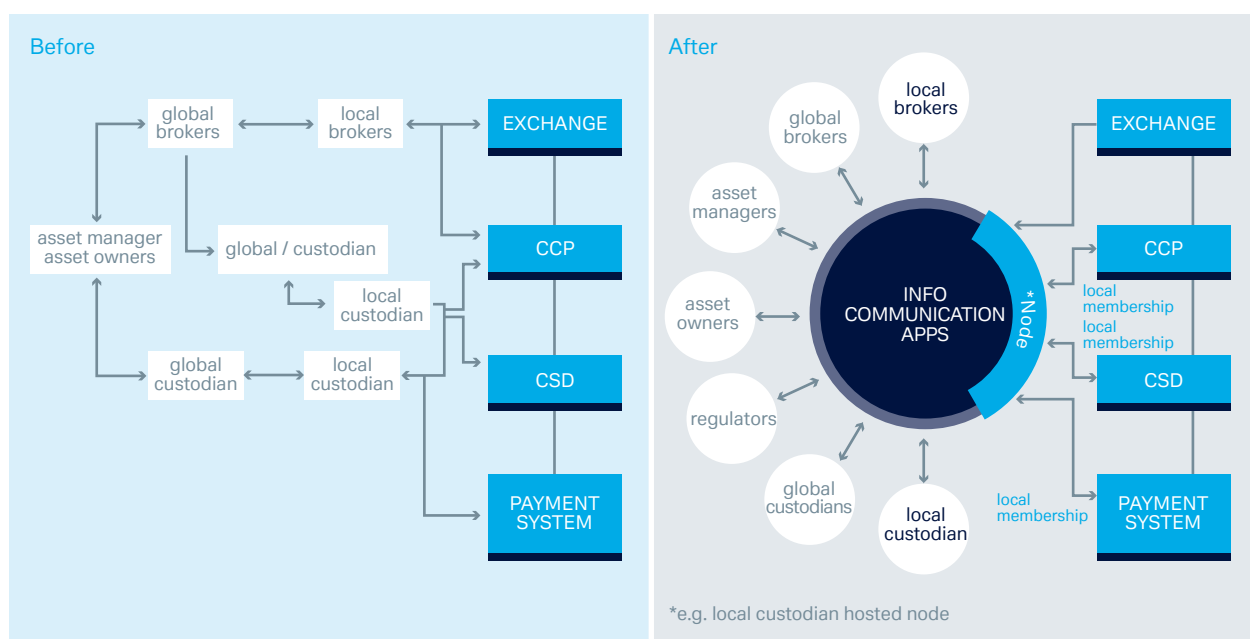 Before
global
brokers
local
brokers
EXCHANGE
asset manager
asset owners
global / custodian
CCP
local
custodian
global
custodian
local
custodian
CSD
PAYMENT
SYSTEM
After
local
brokers
global
brokers
asset
managers
asset
owners
regulators
global
custodians
local
custodian
INFO
COMMUNICATION
APPS
*Node
EXCHANGE
CCP
local
membership
local
membership
CSD
local
membership
PAYMENT
SYSTEM
*e.g. local custodian hosted node